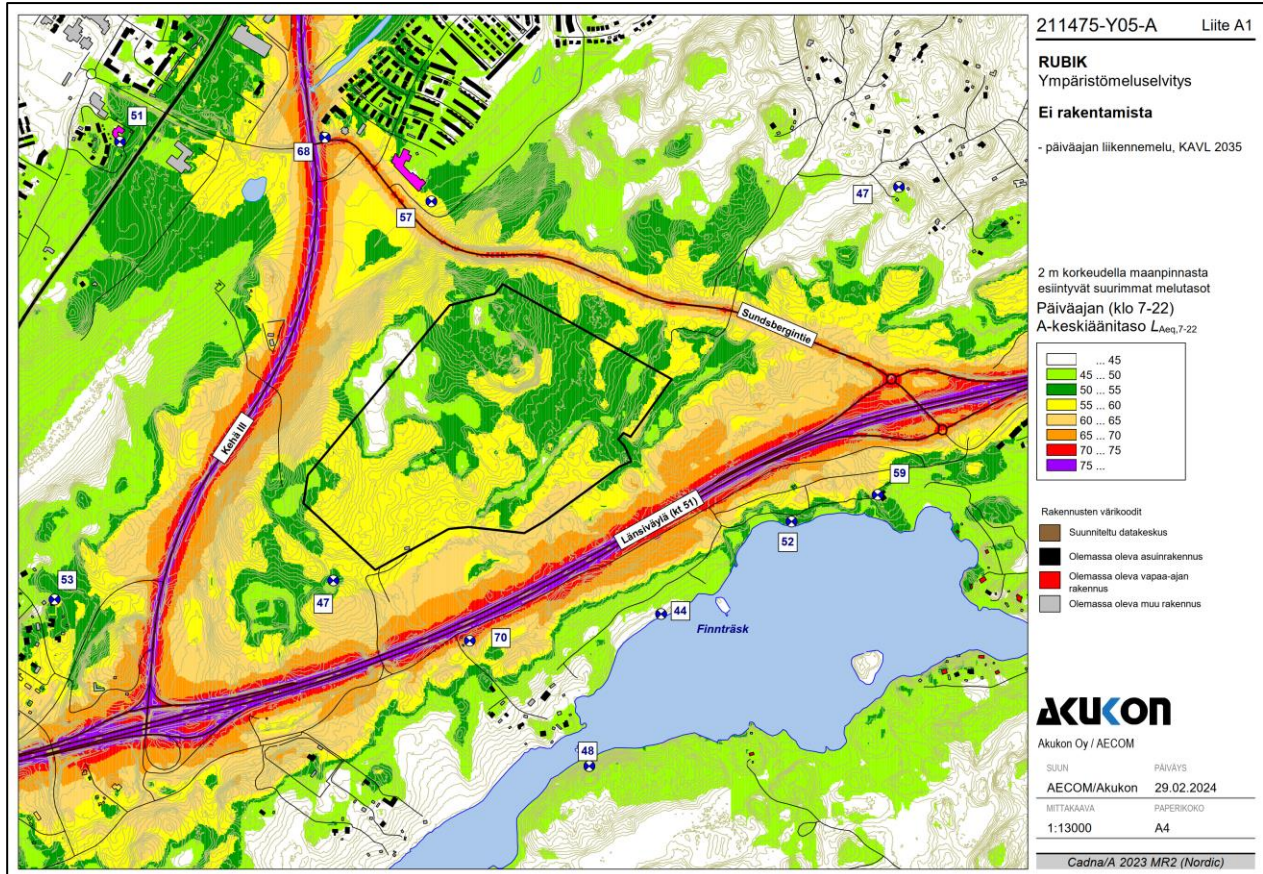 211475-Y05-A Liite A1
RUBIK
Ympäristömeluselvitys
Ei rakentamista
- päiväajan liikennemelu, KAVL 2035
2 m korkeudella maanpinnasta
esiintyvät suurimmat melutasot
Päiväajan (klo 7-22)
A-keskiäänitaso LAeq,7-22
... 45
45 ... 50
50 ... 55
55 ... 60
60 ... 65
65 ... 70
70 ... 75
75 ...
Rakennusten värikoodit
Suunniteltu datakeskus
Olemassa oleva asuinrakennus
Olemassa oleva vapaa-ajan
rakennus
Olemassa oleva muu rakennus
AKUKON
Akukon Oy / AECOM
SUUN PÄIVÄYS
AECOM/Akukon 29.02.2024
MITTAKAAVA PAPERIKOKO
1:13000 A4
Cadna/A 2023 MR2 (Nordic)
51
68
57
47
Sundsbergintie
Kehä III
Länsiväylä (kt 51)
59
52
53
47
44
Finnträsk
70
48